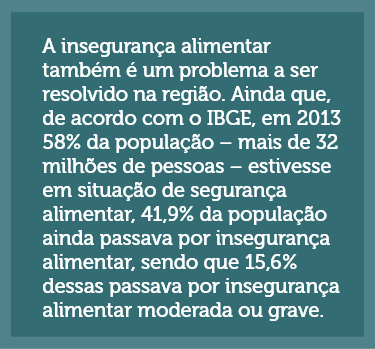 A insegurança alimentar
também é um problema a ser
resolvido na região. Ainda que,
de acordo com o IBGE, em 2013
58% da população – mais de 32
milhões de pessoas – estivesse
em situação de segurança
alimentar, 41,9% da população
ainda passava por insegurança
alimentar, sendo que 15,6%
dessas passava por insegurança
alimentar moderada ou grave.